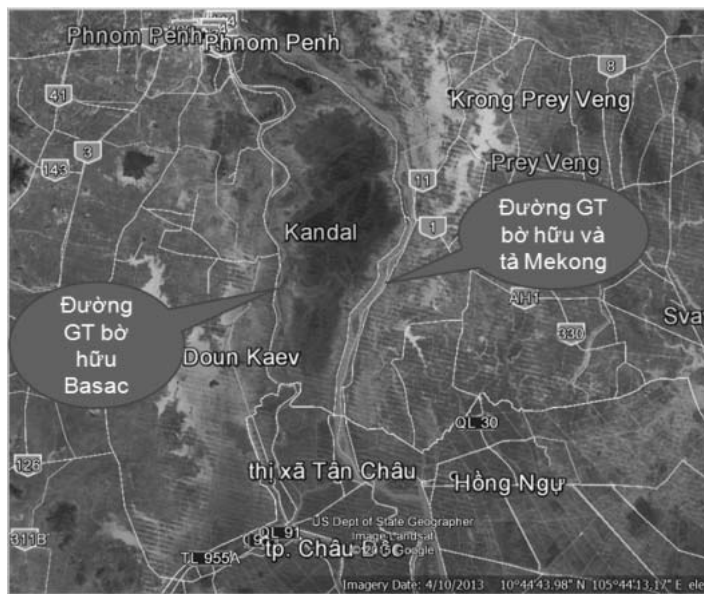 Phnom Penh
Phnom Penh
41
8
Krong Prey Veng
3
143
Prey Veng
11
Đường GT
bờ hữu và
tả Mekong
1
Kandal
Đường
GT bờ
hữu
Basac
AH1
330
Doun Kaev
QL 30
126
thị xã Tân Châu
Hồng Ngự
311B
US Dept of State Geographer
QL 91
Image Landsat
TL 955A
tp. Châu Đốc
Imagery Date: 4/10/2013 10°44'43.98" N 105°44'13.17" E